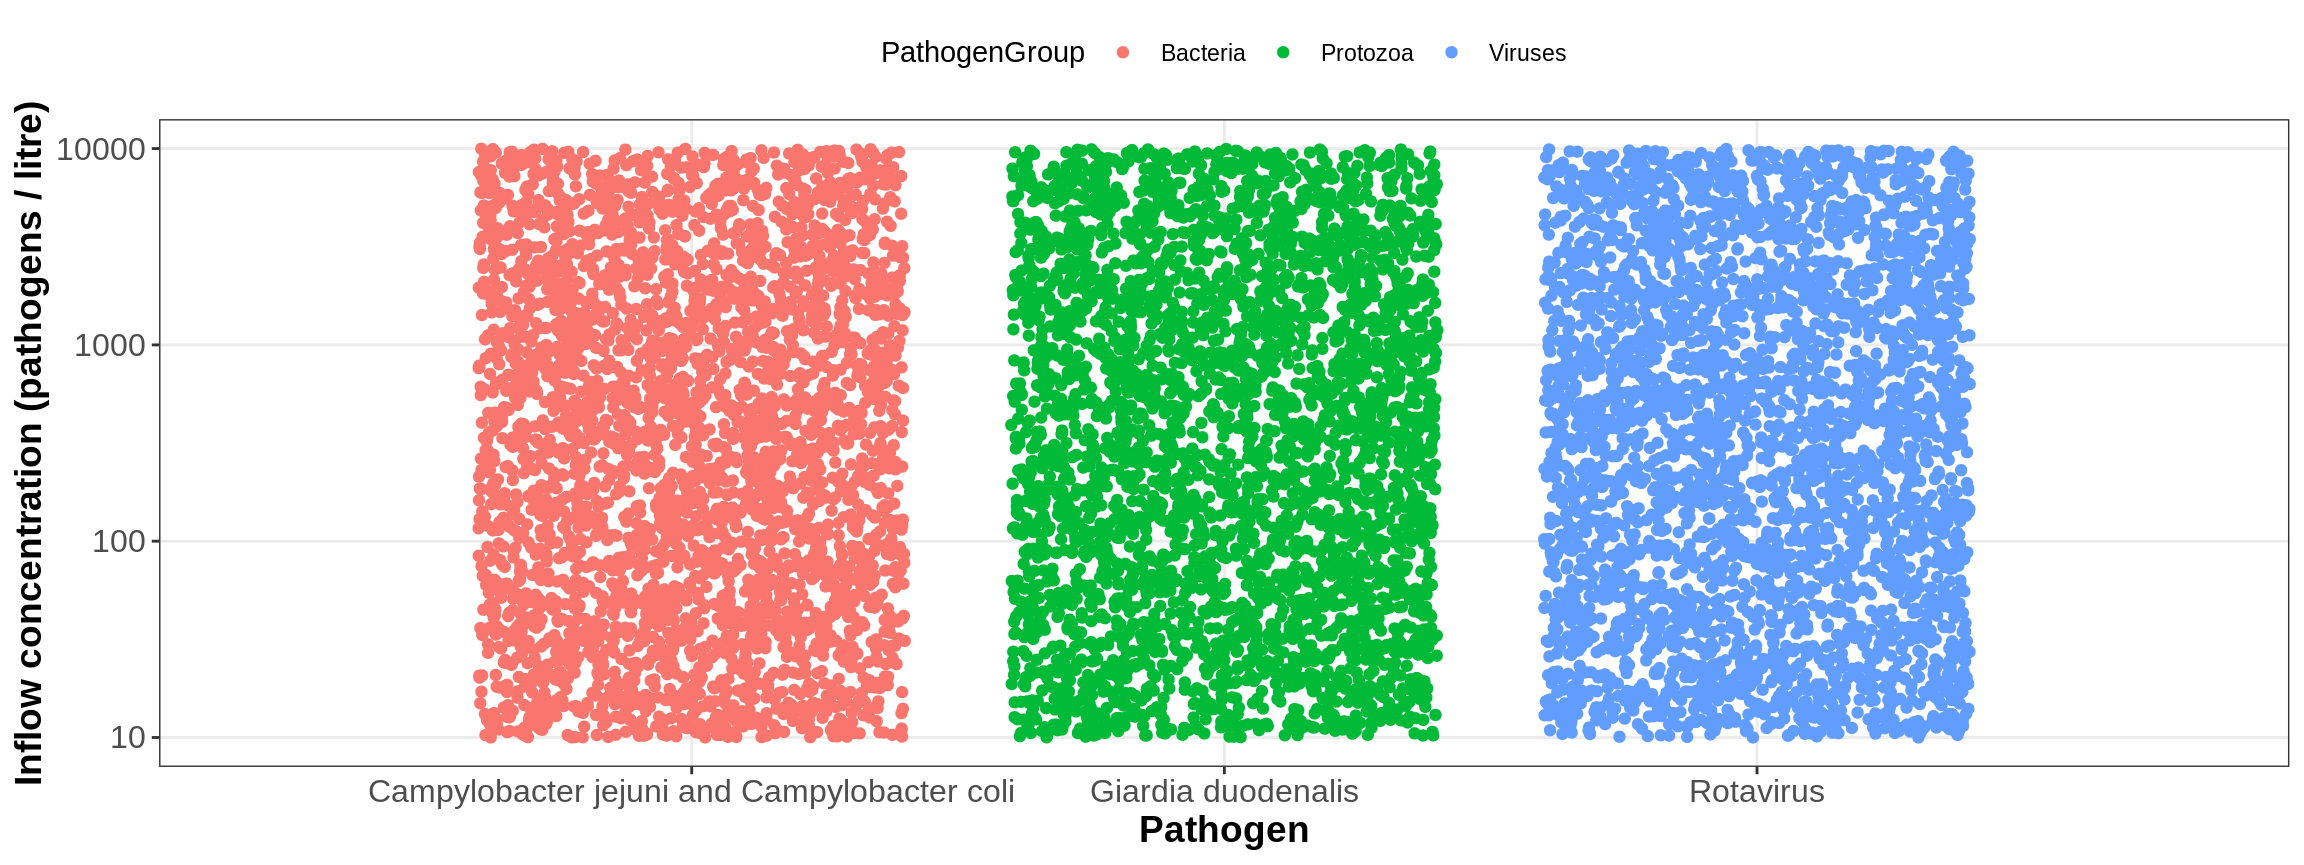 PathogenGroup Bacteria Protozoa Viruses
Inflow concentration (pathogens / litre)
10000
1000
100
10
Campylobacter jejuni and Campylobacter coli Giardia duodenalis Rotavirus
Pathogen